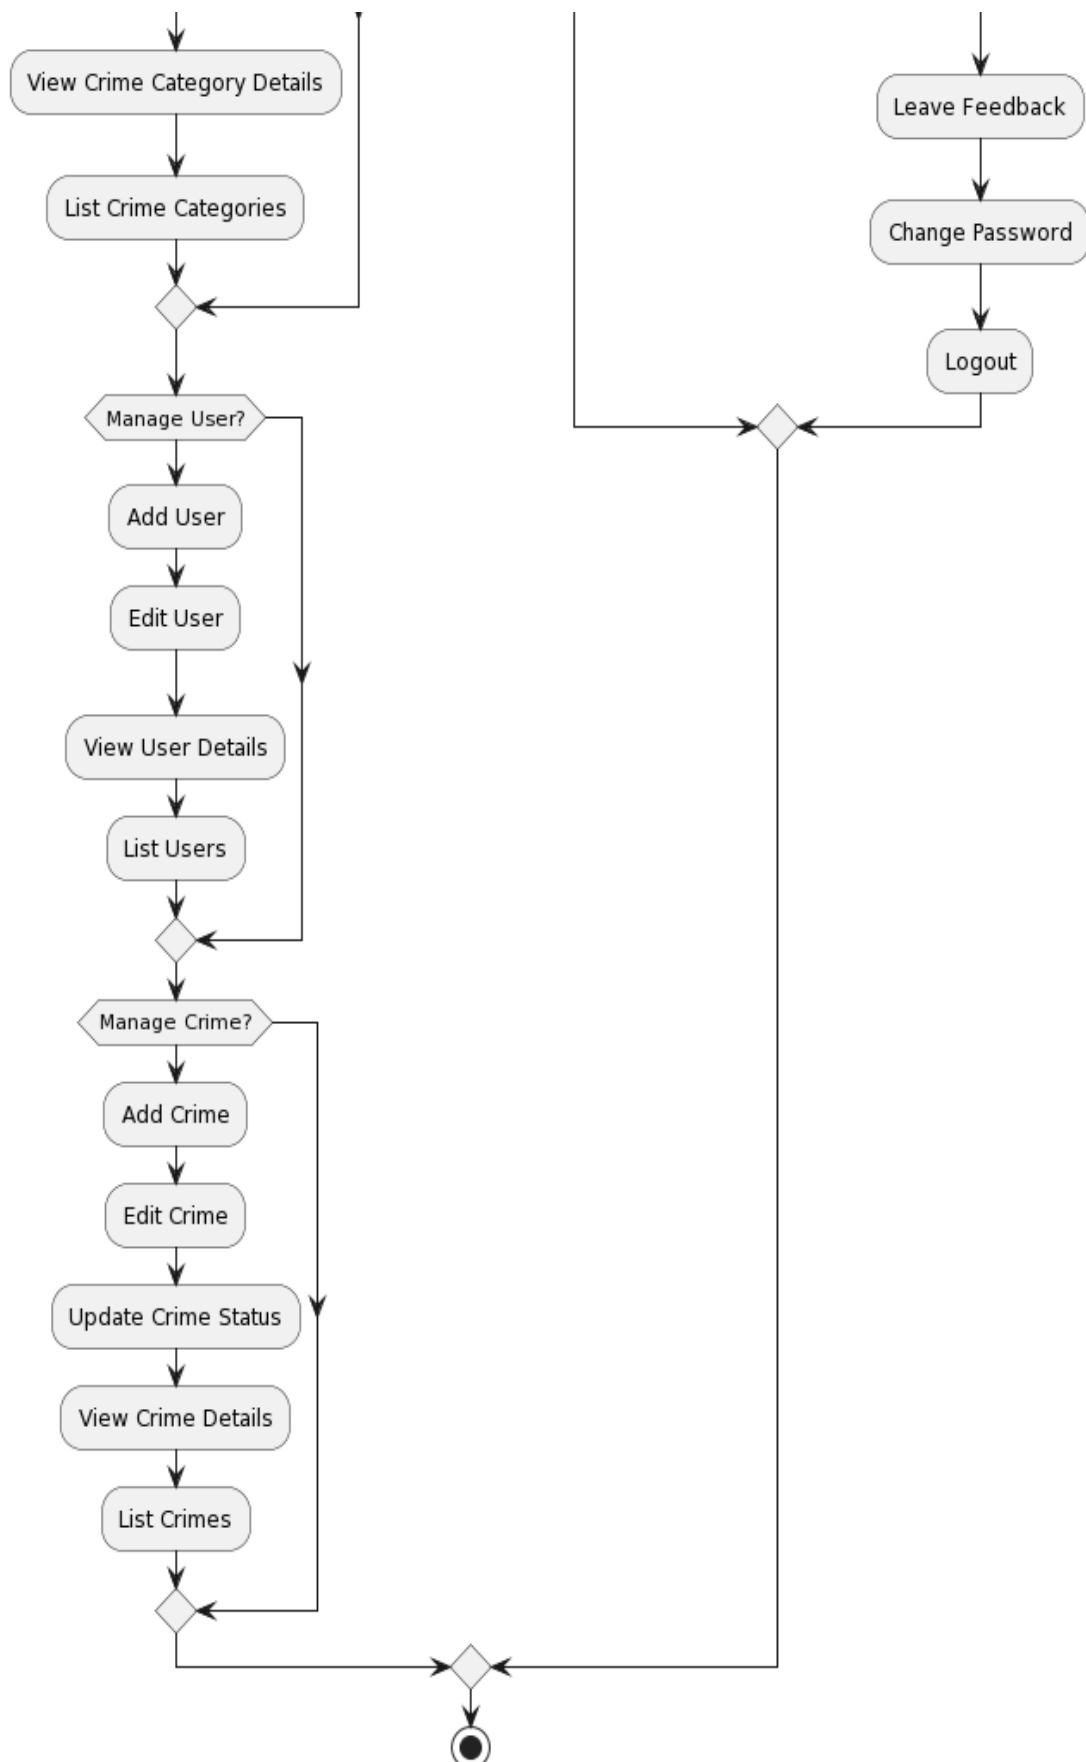 View Crime Category Details
List Crime Categories
Manage User?
Add User
Edit User
View User Details
List Users
Manage Crime?
Add Crime
Edit Crime
Update Crime Status
View Crime Details
List Crimes
Leave Feedback
Change Password
Logout